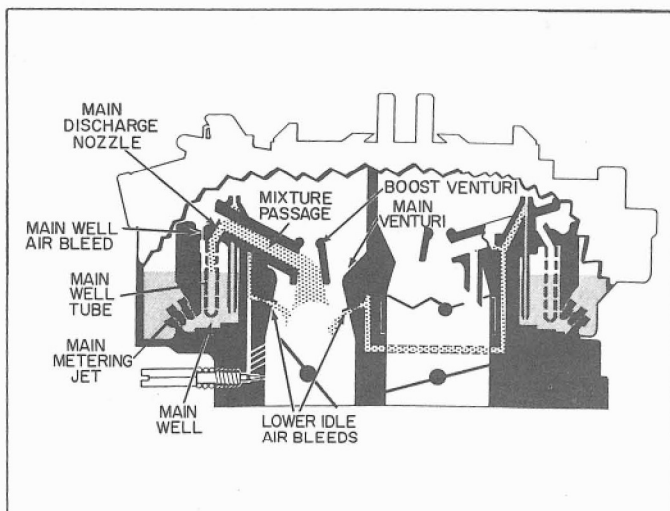 MAIN
DISCHARGE
NOZZLE
MIXTURE
PASSAGE
BOOST VENTURI
MAIN
VENTURI
MAIN WELL
AIR BLEED
MAIN
WELL
TUBE
MAIN
METERING
JET
MAIN
WELL
LOWER IDLE
AIR BLEEDS